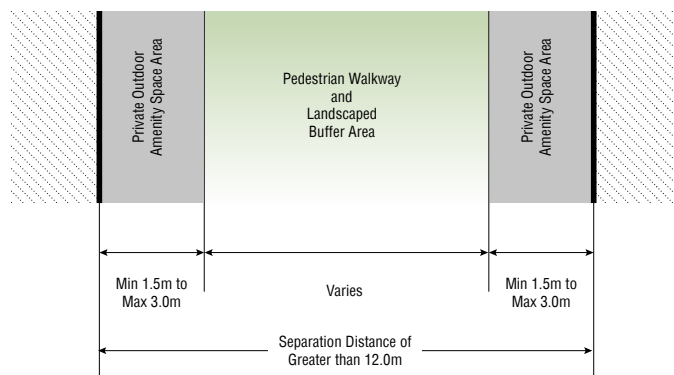 Private Outdoor
Amenity Space Area
Pedestrian Walkway
and
Landscaped
Buffer Area
Private Outdoor
Amenity Space Area
Min 1.5m to
Max 3.0m
Varies
Min 1.5m to
Max 3.0m
Separation Distance of
Greater than 12.0m